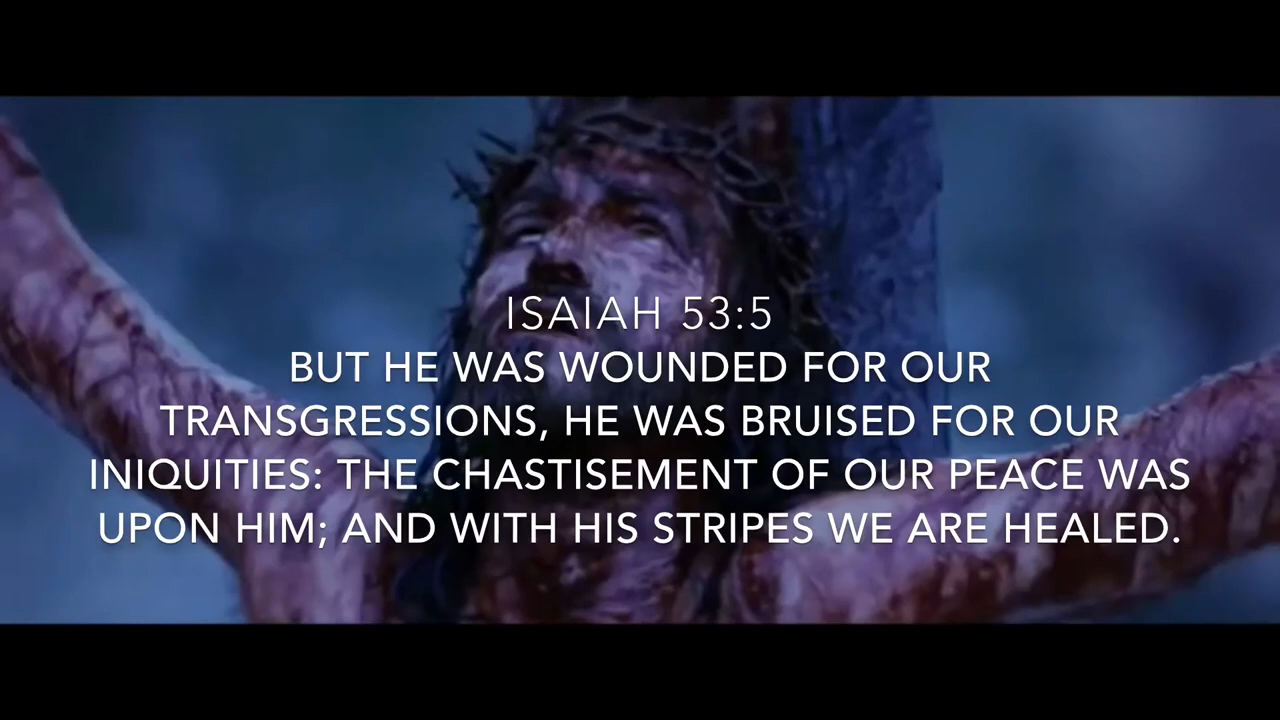 ISAIAH 53:5
BUT HE WAS WOUNDED FOR OUR
TRANSGRESSIONS, HE WAS BRUISED FOR OUR
INIQUITIES: THE CHASTISEMENT OF OUR PEACE WAS
UPON HIM; AND WITH HIS STRIPES WE ARE HEALED.